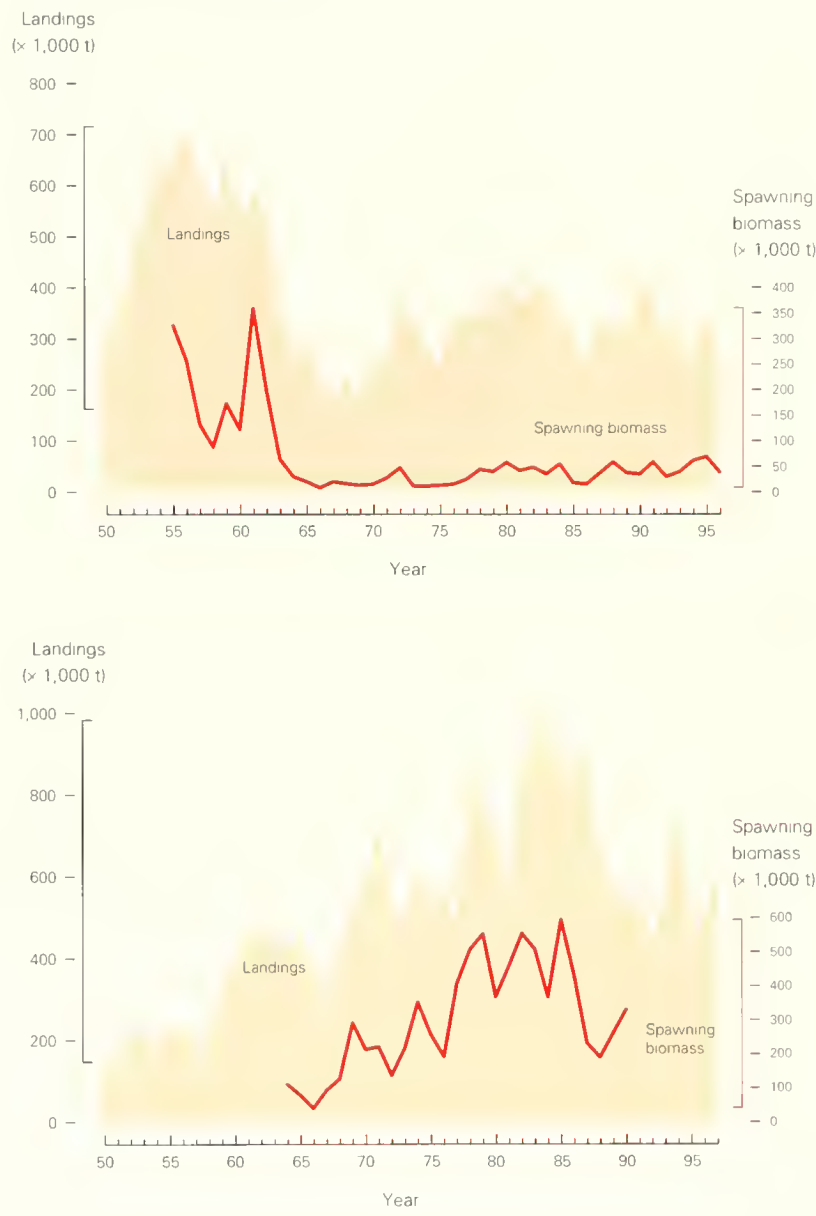 Landings
(× 1,000 t)
800
700
600
500
400
300
200
100
0
Landings
Spawning biomass
Spawning
biomass
(× 1,000 t)
400
350
300
250
200
150
100
50
0
50 55 60 65 70 75 80 85 90 95
Year
Landings
(× 1,000 t)
1,000
800
600
400
200
0
Landings
Spawning
biomass
Spawning
biomass
(× 1,000 t)
600
500
400
300
200
100
0
50 55 60 65 70 75 80 85 90 95
Year